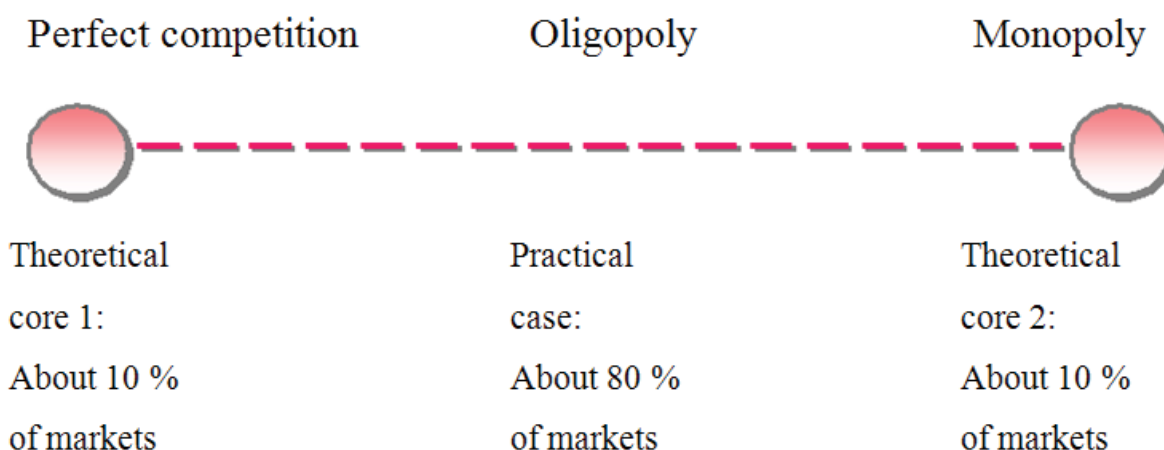 Perfect competition
Oligopoly
Monopoly
Theoretical
core 1:
About 10 %
of markets
Practical
case:
About 80 %
of markets
Theoretical
core 2:
About 10 %
of markets